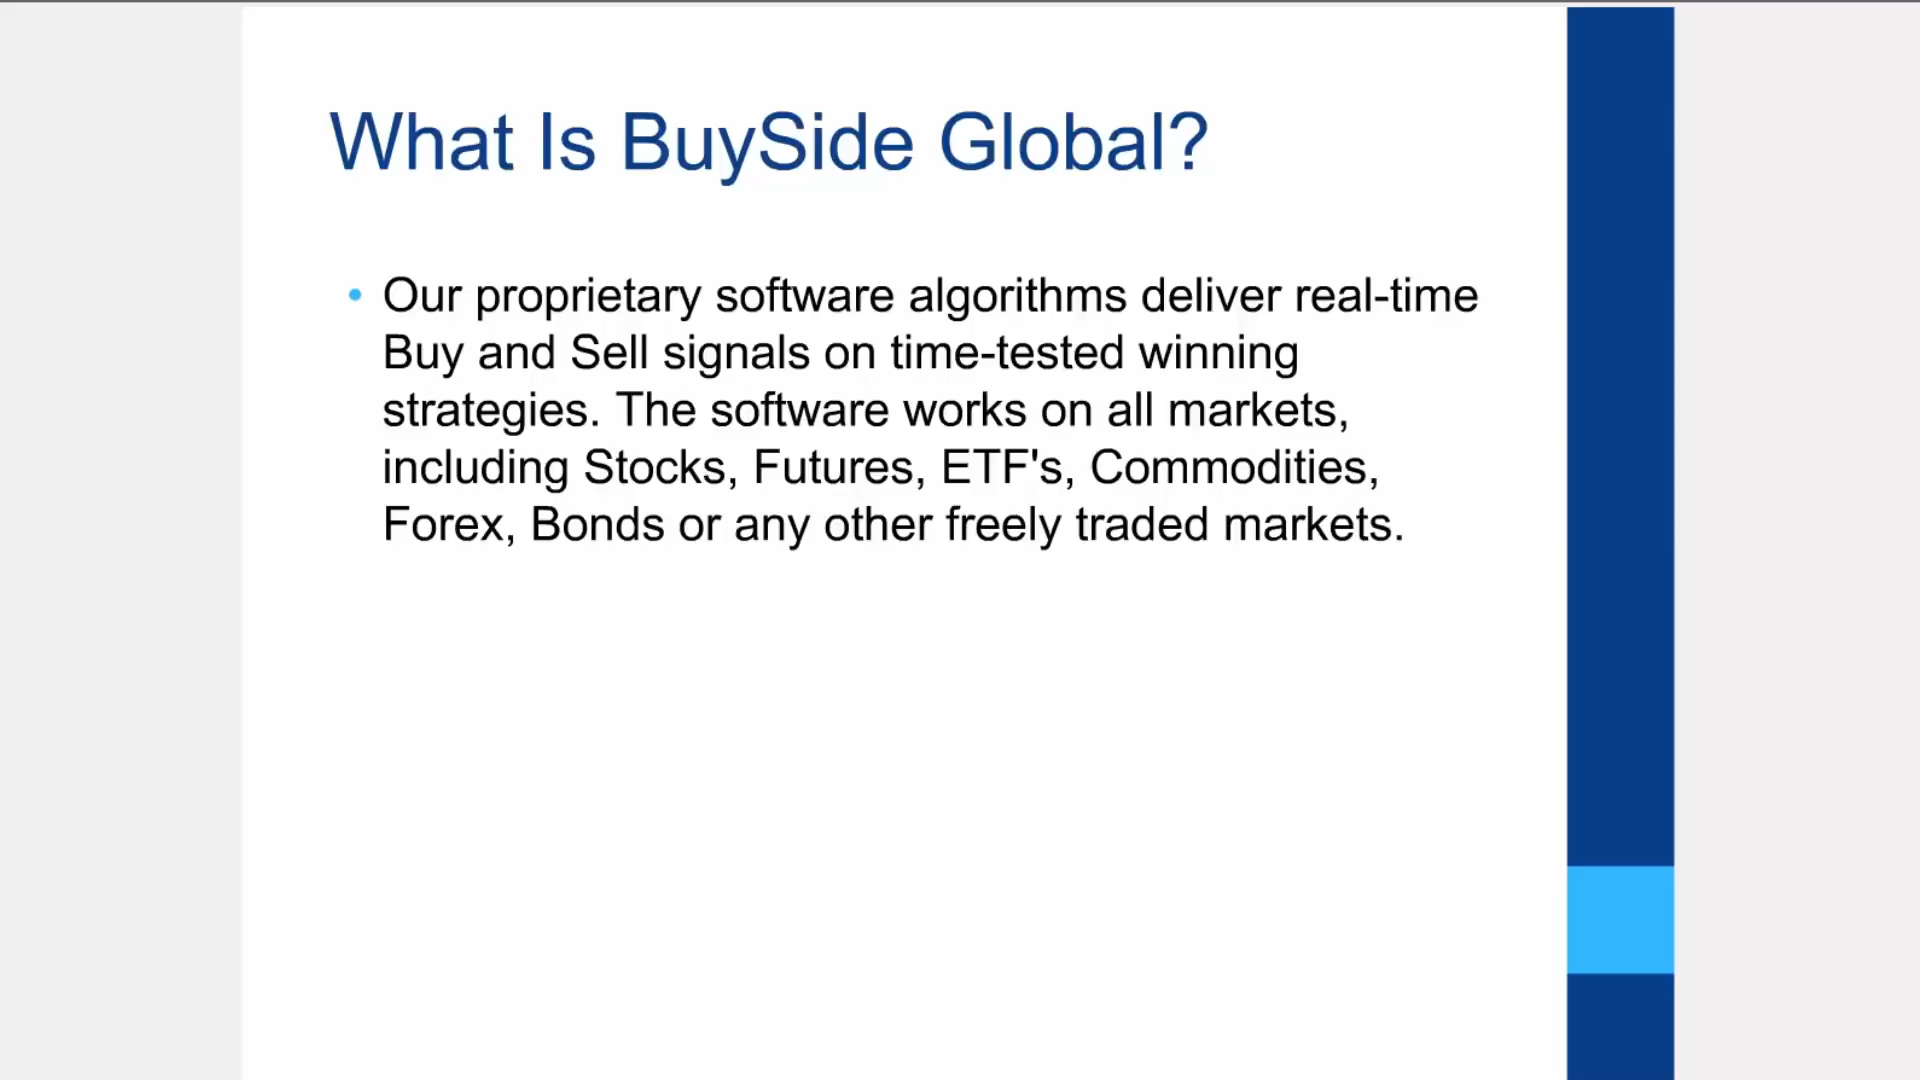 What Is BuySide Global?
• Our proprietary software algorithms deliver real-time
Buy and Sell signals on time-tested winning
strategies. The software works on all markets,
including Stocks, Futures, ETF's, Commodities,
Forex, Bonds or any other freely traded markets.